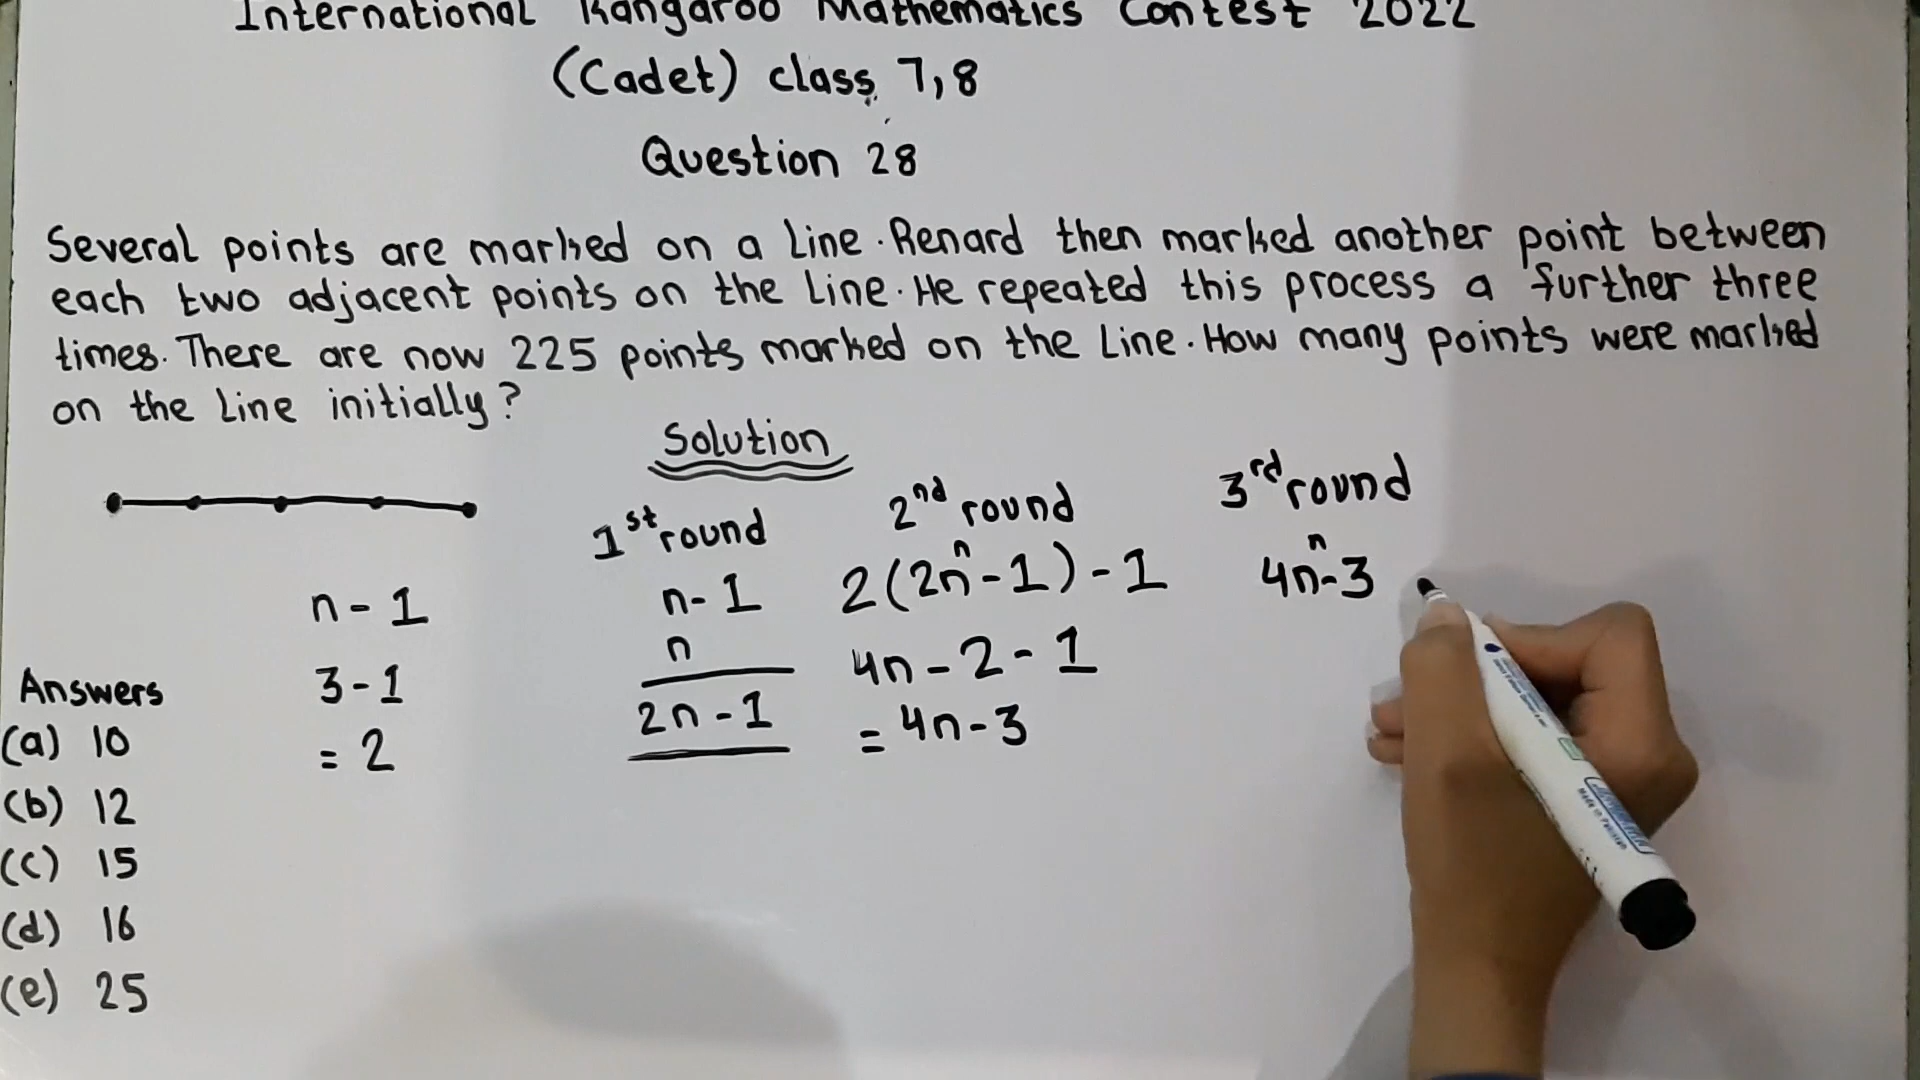 International Kangaroo Mathematics Contest 2022
(Cadet) class 7,8
Question 28
Several points are marked on a line. Renard then marked another point between
each two adjacent points on the line. He repeated this process a further three
times. There are now 225 points marked on the line. How many points were marked
on the line initially?
Solution
n - 1
3 - 1
= 2
1st round
n - 1
n
2n - 1
2nd round
n
2(2n - 1) - 1
4n - 2 - 1
= 4n - 3
3rd round
n
4n - 3
Answers
(a) 10
(b) 12
(c) 15
(d) 16
(e) 25
Made in Pakistan